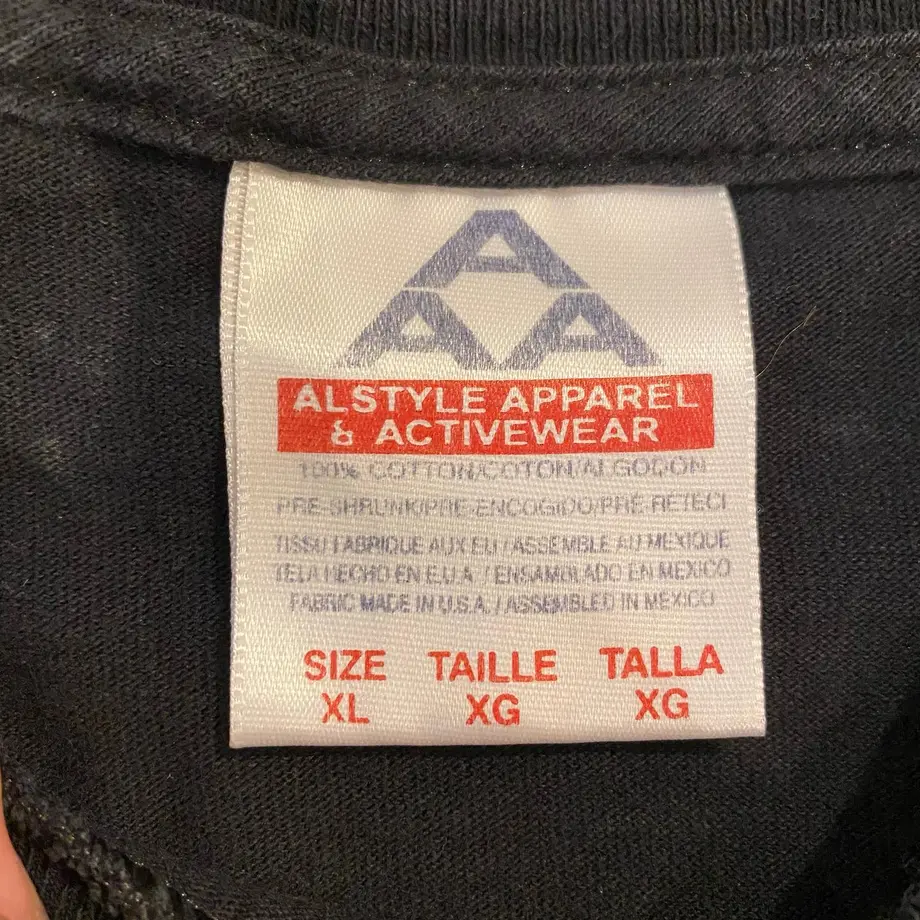 A
A A
ALSTYLE APPAREL
& ACTIVEWEAR
100% COTTON/COTON/ALGODON
PRE-SHRUNK/PRE-ENCOGIDO/PRE-RETECI
TISSU FABRIQUE AUX EU / ASSEMBLE AU MEXIQUE
TELA HECHO EN E.U.A. / ENSAMBLADO EN MEXICO
FABRIC MADE IN U.S.A. / ASSEMBLED IN MEXICO
SIZE TAILLE TALLA
XL XG XG